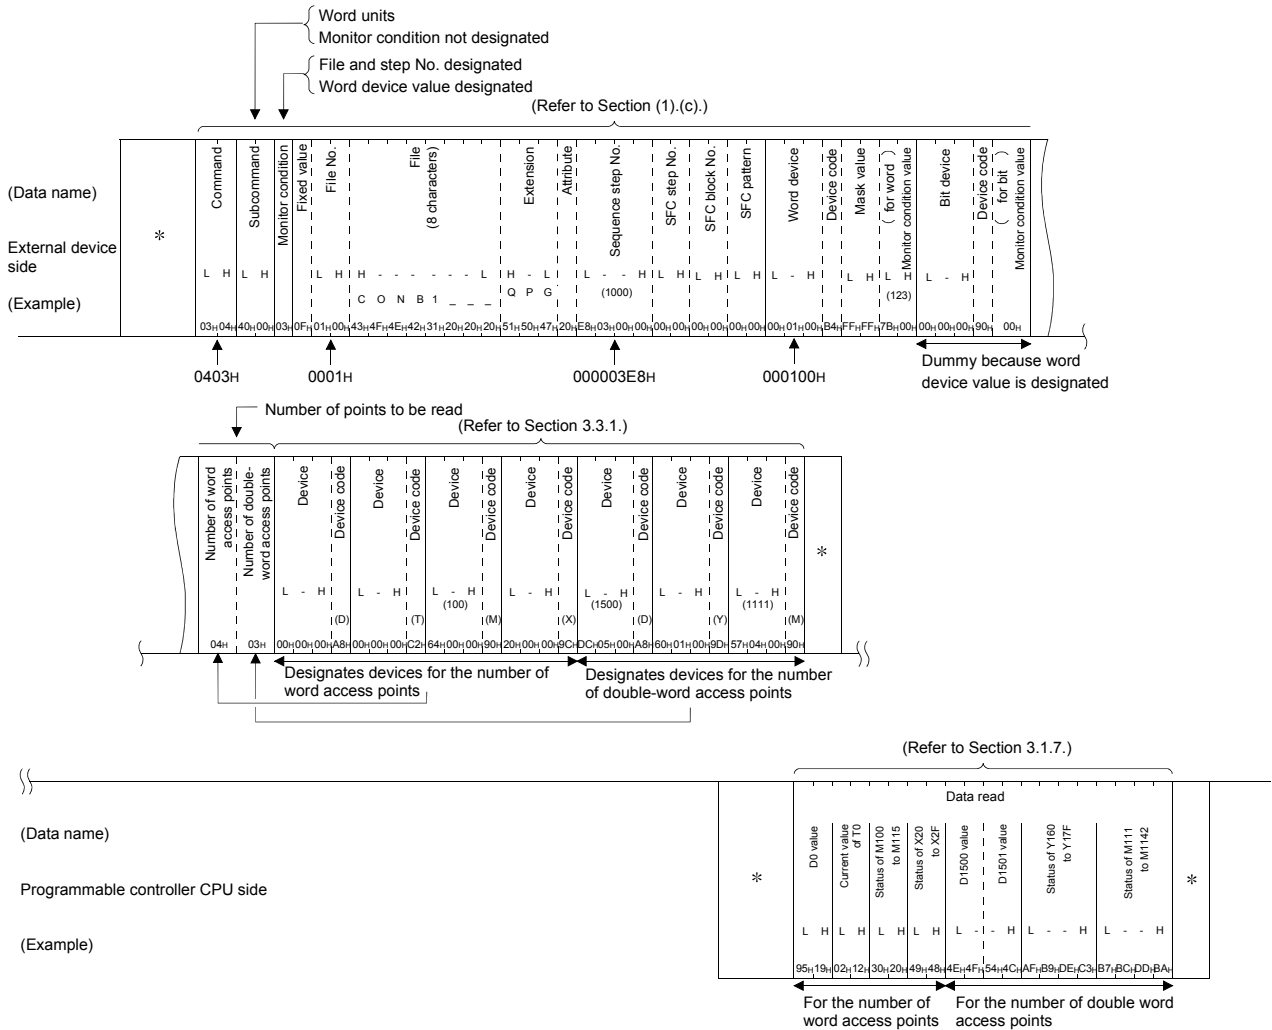 Word units
Monitor condition not designated
File and step No. designated
Word device value designated
(Refer to Section (1).(c).)
(Data name)
External device side
(Example)
*
Command
Subcommand
Monitor condition
Fixed value
File No.
File (8 characters)
Extension
Attribute
Sequence step No.
SFC step No.
SFC block No.
SFC pattern
Word device
Device code
Mask value
Monitor condition value (for word)
Bit device
Device code
Monitor condition value (for bit)
L H L H L H H - - - - - - L H - L L - - H L H L H L H L - H L H L H L - H
C O N B 1 _ _ _ Q P G (1000) (123)
03H 04H 40H 00H 03H 0FH 01H 00H 43H 4FH 4EH 42H 31H 20H 20H 20H 51H 50H 47H 20H E8H 03H 00H 00H 00H 00H 00H 00H 00H 00H 00H 01H 00H B4H FFH FFH 7BH 00H 00H 00H 00H 90H 00H
0403H 0001H 000003E8H 000100H
Dummy because word
device value is designated
Number of points to be read
(Refer to Section 3.3.1.)
Number of word access points
Number of double-word access points
Device
Device code
Device
Device code
Device
Device code
Device
Device code
Device
Device code
Device
Device code
Device
Device code
*
L - H L - H L - H L - H L - H L - H L - H
(100) (1500) (1111)
(D) (T) (M) (X) (D) (Y) (M)
04H 03H 00H 00H 00H A8H 00H 00H 00H C2H 64H 00H 00H 90H 20H 00H 00H 9CH DCH 05H 00H A8H 60H 01H 00H 9DH 57H 04H 00H 90H
Designates devices for the number of
word access points
Designates devices for the number
of double-word access points
(Refer to Section 3.1.7.)
Data read
(Data name)
Programmable controller CPU side
(Example)
*
D0 value
Current value of T0
Status of M100 to M115
Status of X20 to X2F
D1500 value
D1501 value
Status of Y160 to Y17F
Status of M111 to M1142
*
L H L H L H L H L - - H L - - H L - - H
95H 19H 02H 12H 30H 20H 49H 48H 4EH 4FH 54H 4CH AFH B9H DEH C3H B7H BCH DDH BAH
For the number of
word access points
For the number of double word
access points